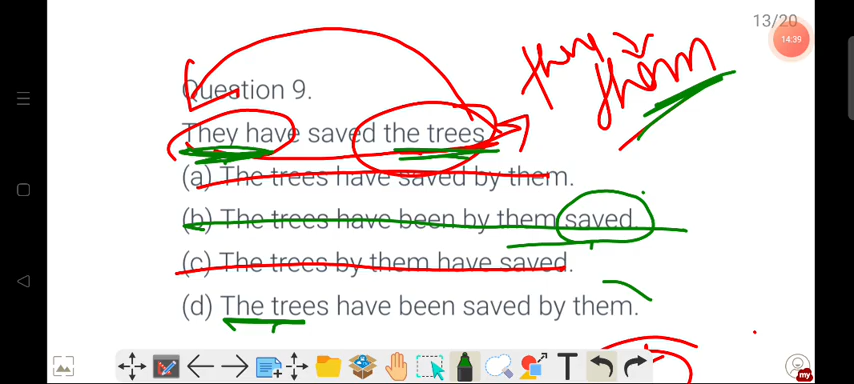 13/20
14:39
they
them
Question 9.
They have saved the trees.
(a) The trees have saved by them.
(b) The trees have been by them saved.
(c) The trees by them have saved.
(d) The trees have been saved by them.
T
my